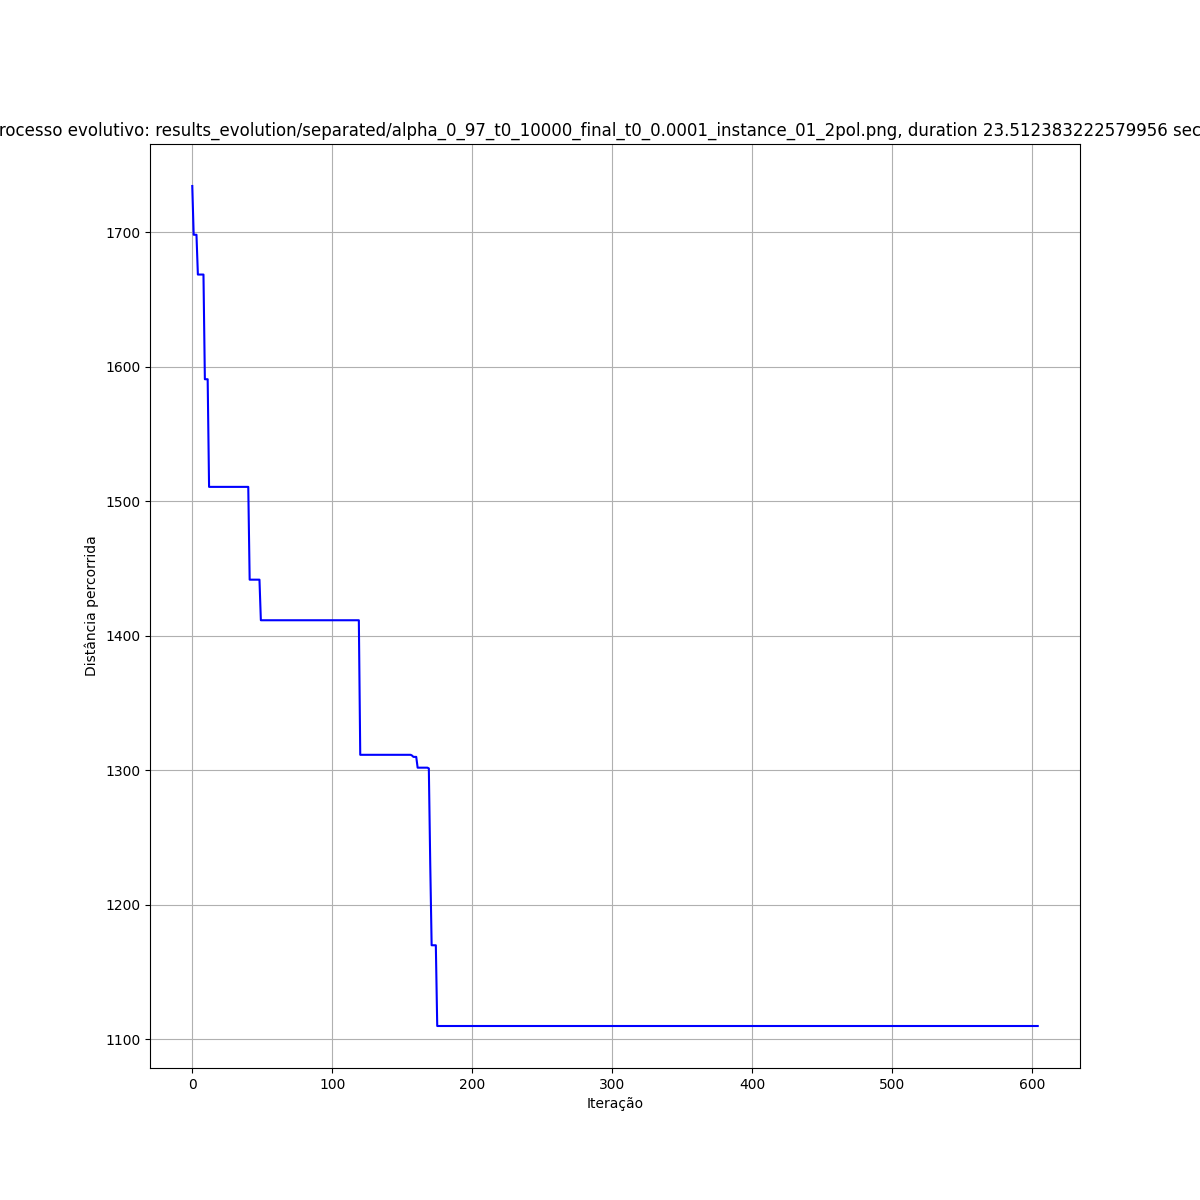 rocesso evolutivo: results_evolution/separated/alpha_0_97_t0_10000_final_t0_0.0001_instance_01_2pol.png, duration 23.512383222579956 sec
1700
1600
1500
1400
1300
1200
1100
Distância percorrida
0 100 200 300 400 500 600
Iteração